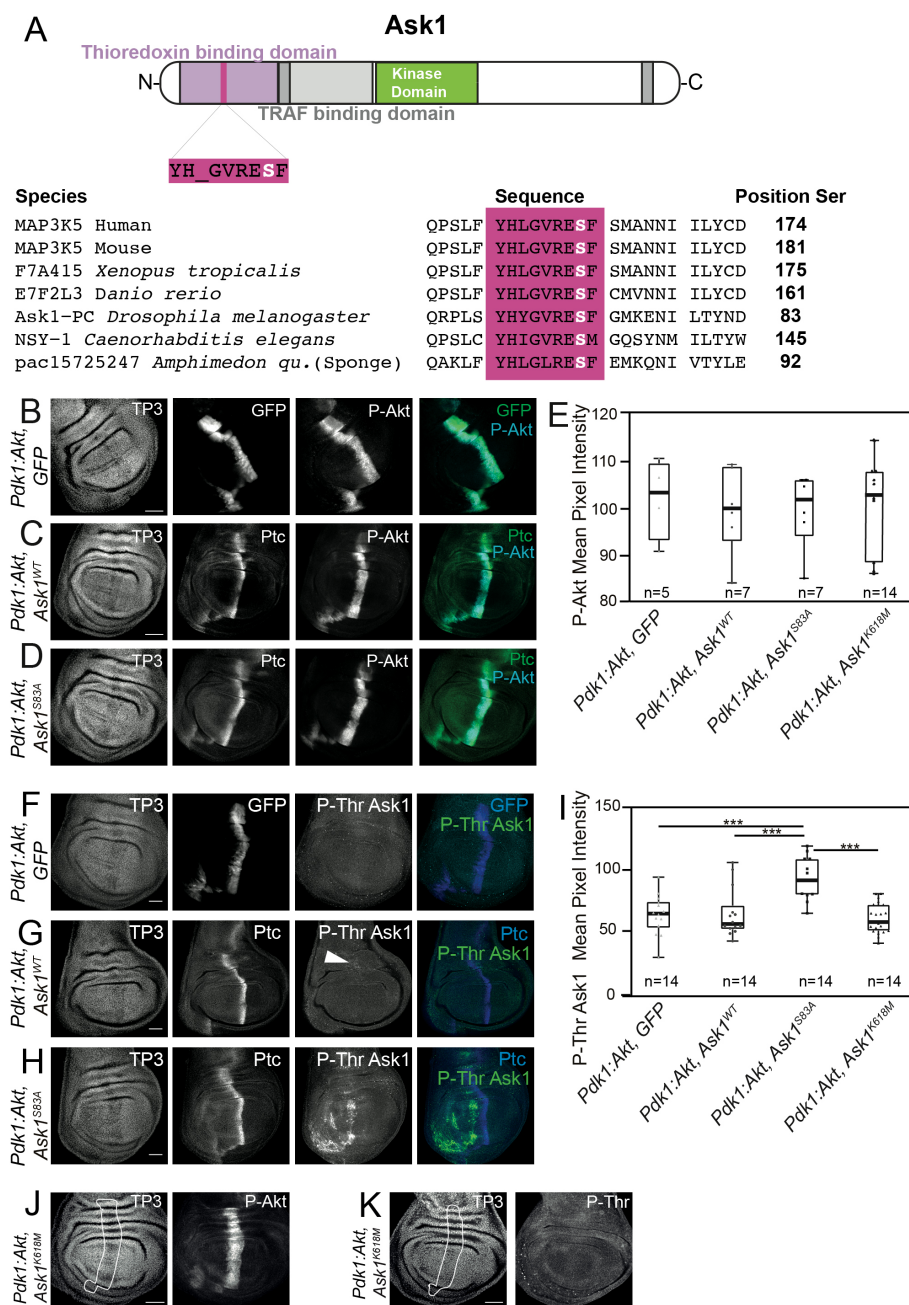 A
Ask1
Thioredoxin binding domain
N-
Kinase
Domain
-C
TRAF binding domain
YH_GVRESF
Species Sequence Position Ser
MAP3K5 Human QPSLF YHLGVRESF SMANNI ILYCD 174
MAP3K5 Mouse QPSLF YHLGVRESF SMANNI ILYCD 181
F7A415 Xenopus tropicalis QPSLF YHLGVRESF SMANNI ILYCD 175
E7F2L3 Danio rerio QPSLF YHLGVRESF CMVNNI ILYCD 161
Ask1-PC Drosophila melanogaster QRPLS YHYGVRESF GMKENI LTYND 83
NSY-1 Caenorhabditis elegans QPSLC YHIGVRESM GQSYNM ILTYW 145
pac15725247 Amphimedon qu.(Sponge) QAKLF YHLGLRESF EMKQNI VTYLE 92
B
Pdk1:Akt,
GFP
TP3
GFP
P-Akt
GFP
P-Akt
C
Pdk1:Akt,
Ask1WT
TP3
Ptc
P-Akt
Ptc
P-Akt
D
Pdk1:Akt,
Ask1S83A
TP3
Ptc
P-Akt
Ptc
P-Akt
E
P-Akt Mean Pixel Intensity
120
110
100
90
80
n=5 n=7 n=7 n=14
Pdk1:Akt, GFP
Pdk1:Akt, Ask1WT
Pdk1:Akt, Ask1S83A
Pdk1:Akt, Ask1K618M
F
Pdk1:Akt,
GFP
TP3
GFP
P-Thr Ask1
GFP
P-Thr Ask1
G
Pdk1:Akt,
Ask1WT
TP3
Ptc
P-Thr Ask1
Ptc
P-Thr Ask1
H
Pdk1:Akt,
Ask1S83A
TP3
Ptc
P-Thr Ask1
Ptc
P-Thr Ask1
I
P-Thr Ask1 Mean Pixel Intensity
150
100
50
0
***
***
***
n=14 n=14 n=14 n=14
Pdk1:Akt, GFP
Pdk1:Akt, Ask1WT
Pdk1:Akt, Ask1S83A
Pdk1:Akt, Ask1K618M
J
Pdk1:Akt,
Ask1K618M
TP3
P-Akt
K
Pdk1:Akt,
Ask1K618M
TP3
P-Thr